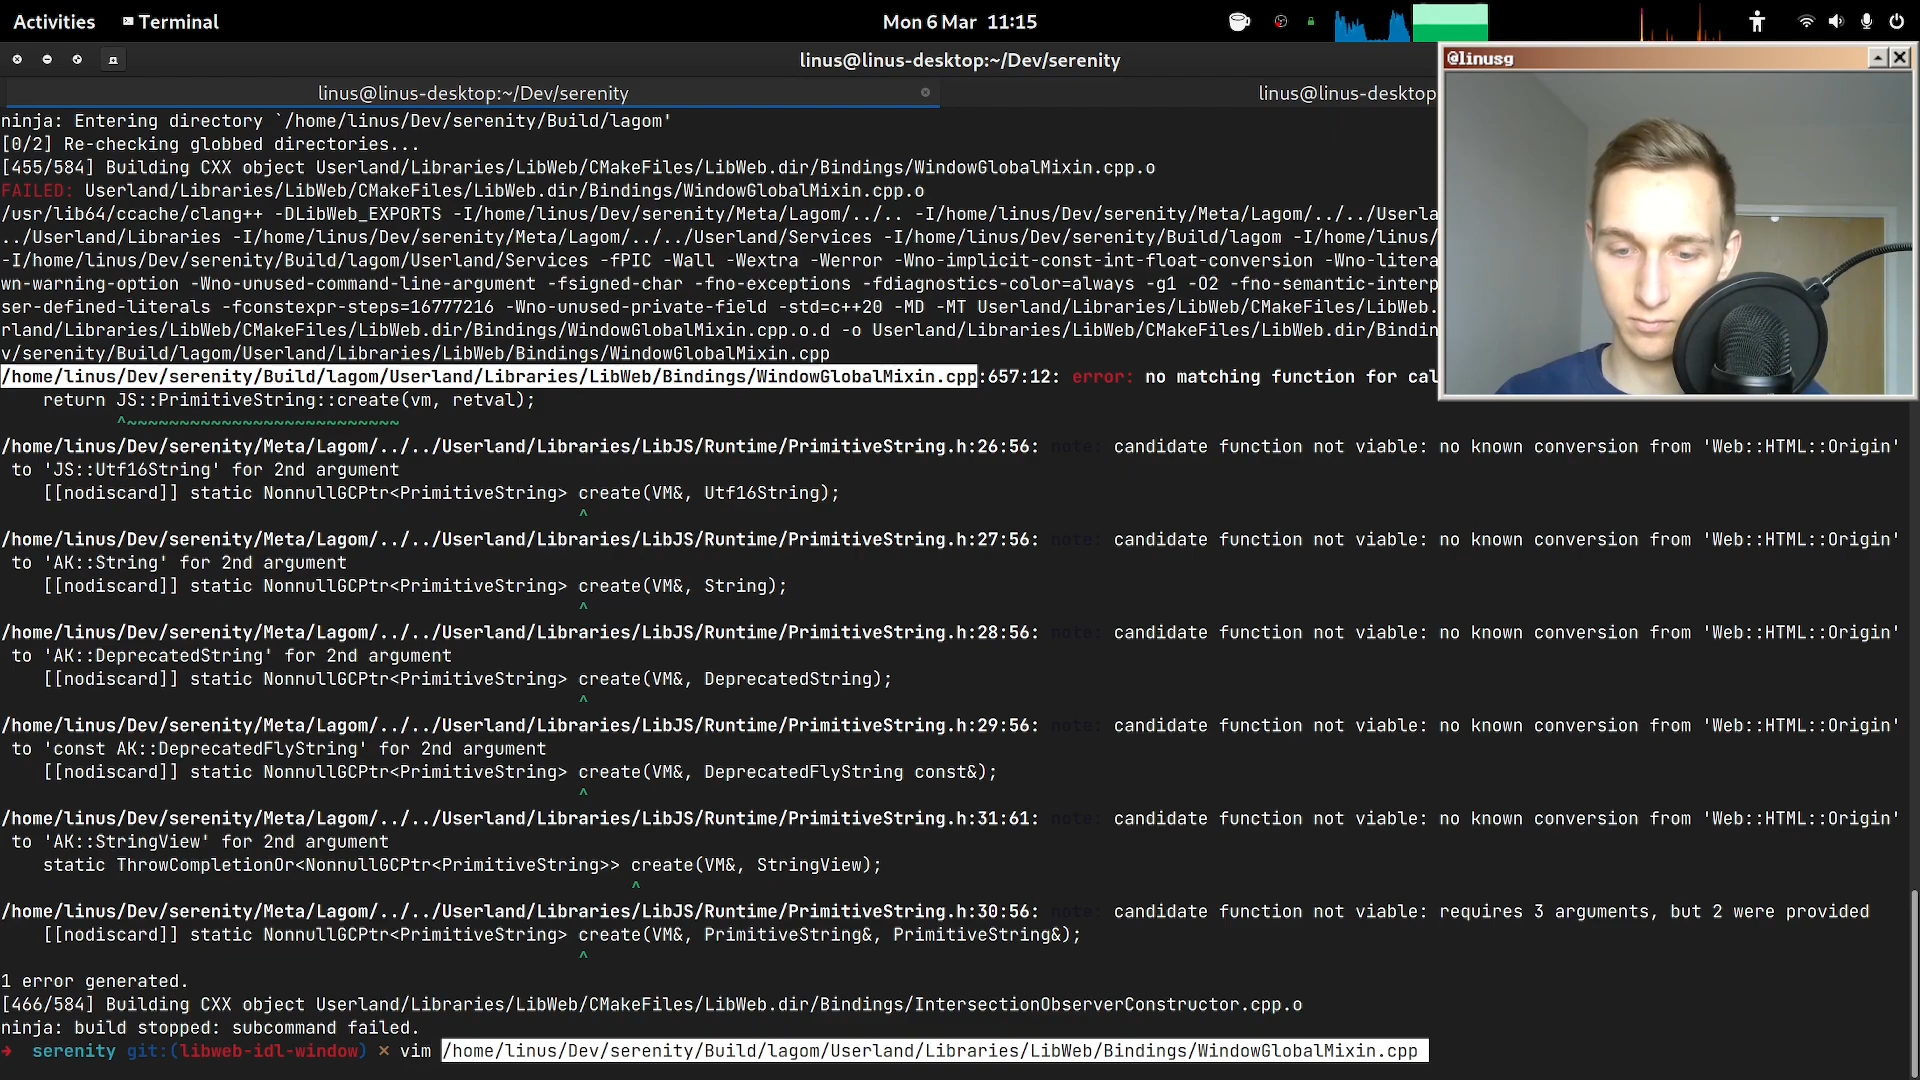 Activities Terminal Mon 6 Mar 11:15
linus@linus-desktop:~/Dev/serenity
@linusg
linus@linus-desktop:~/Dev/serenity linus@linus-desktop
ninja: Entering directory `/home/linus/Dev/serenity/Build/lagom'
[0/2] Re-checking globbed directories...
[455/584] Building CXX object Userland/Libraries/LibWeb/CMakeFiles/LibWeb.dir/Bindings/WindowGlobalMixin.cpp.o
FAILED: Userland/Libraries/LibWeb/CMakeFiles/LibWeb.dir/Bindings/WindowGlobalMixin.cpp.o
/usr/lib64/ccache/clang++ -DLibWeb_EXPORTS -I/home/linus/Dev/serenity/Meta/Lagom/../.. -I/home/linus/Dev/serenity/Meta/Lagom/../../Userla
../Userland/Libraries -I/home/linus/Dev/serenity/Meta/Lagom/../../Userland/Services -I/home/linus/Dev/serenity/Build/lagom -I/home/linus/
-I/home/linus/Dev/serenity/Build/lagom/Userland/Services -fPIC -Wall -Wextra -Werror -Wno-implicit-const-int-float-conversion -Wno-litera
wn-warning-option -Wno-unused-command-line-argument -fsigned-char -fno-exceptions -fdiagnostics-color=always -g1 -O2 -fno-semantic-interp
ser-defined-literals -fconstexpr-steps=16777216 -Wno-unused-private-field -std=c++20 -MD -MT Userland/Libraries/LibWeb/CMakeFiles/LibWeb.
rland/Libraries/LibWeb/CMakeFiles/LibWeb.dir/Bindings/WindowGlobalMixin.cpp.o.d -o Userland/Libraries/LibWeb/CMakeFiles/LibWeb.dir/Bindin
v/serenity/Build/lagom/Userland/Libraries/LibWeb/Bindings/WindowGlobalMixin.cpp
/home/linus/Dev/serenity/Build/lagom/Userland/Libraries/LibWeb/Bindings/WindowGlobalMixin.cpp:657:12: error: no matching function for cal
return JS::PrimitiveString::create(vm, retval);
^~~~~~~~~~~~~~~~~~~~~~~~~~~
/home/linus/Dev/serenity/Meta/Lagom/../../Userland/Libraries/LibJS/Runtime/PrimitiveString.h:26:56: note: candidate function not viable: no known conversion from 'Web::HTML::Origin'
to 'JS::Utf16String' for 2nd argument
[[nodiscard]] static NonnullGCPtr<PrimitiveString> create(VM&, Utf16String);
^
/home/linus/Dev/serenity/Meta/Lagom/../../Userland/Libraries/LibJS/Runtime/PrimitiveString.h:27:56: note: candidate function not viable: no known conversion from 'Web::HTML::Origin'
to 'AK::String' for 2nd argument
[[nodiscard]] static NonnullGCPtr<PrimitiveString> create(VM&, String);
^
/home/linus/Dev/serenity/Meta/Lagom/../../Userland/Libraries/LibJS/Runtime/PrimitiveString.h:28:56: note: candidate function not viable: no known conversion from 'Web::HTML::Origin'
to 'AK::DeprecatedString' for 2nd argument
[[nodiscard]] static NonnullGCPtr<PrimitiveString> create(VM&, DeprecatedString);
^
/home/linus/Dev/serenity/Meta/Lagom/../../Userland/Libraries/LibJS/Runtime/PrimitiveString.h:29:56: note: candidate function not viable: no known conversion from 'Web::HTML::Origin'
to 'const AK::DeprecatedFlyString' for 2nd argument
[[nodiscard]] static NonnullGCPtr<PrimitiveString> create(VM&, DeprecatedFlyString const&);
^
/home/linus/Dev/serenity/Meta/Lagom/../../Userland/Libraries/LibJS/Runtime/PrimitiveString.h:31:61: note: candidate function not viable: no known conversion from 'Web::HTML::Origin'
to 'AK::StringView' for 2nd argument
static ThrowCompletionOr<NonnullGCPtr<PrimitiveString>> create(VM&, StringView);
^
/home/linus/Dev/serenity/Meta/Lagom/../../Userland/Libraries/LibJS/Runtime/PrimitiveString.h:30:56: note: candidate function not viable: requires 3 arguments, but 2 were provided
[[nodiscard]] static NonnullGCPtr<PrimitiveString> create(VM&, PrimitiveString&, PrimitiveString&);
^
1 error generated.
[466/584] Building CXX object Userland/Libraries/LibWeb/CMakeFiles/LibWeb.dir/Bindings/IntersectionObserverConstructor.cpp.o
ninja: build stopped: subcommand failed.
→ serenity git:(libweb-idl-window) ✗ vim /home/linus/Dev/serenity/Build/lagom/Userland/Libraries/LibWeb/Bindings/WindowGlobalMixin.cpp